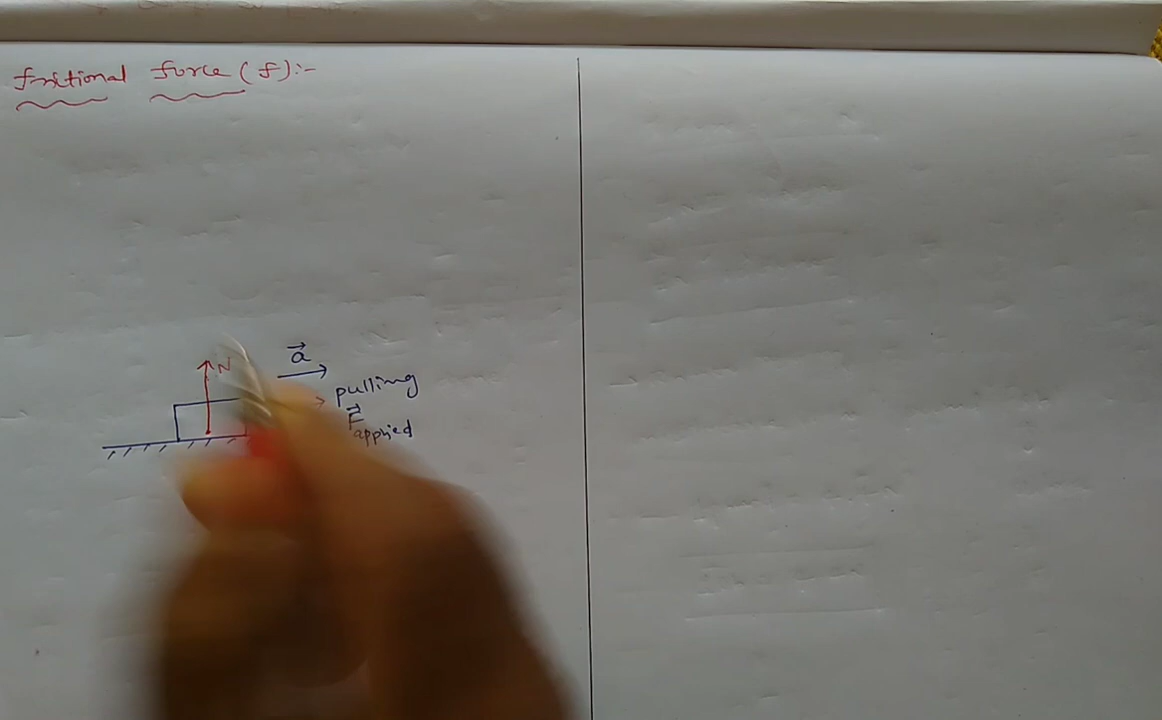 frictional force (f):-
a
N
pulling
F applied